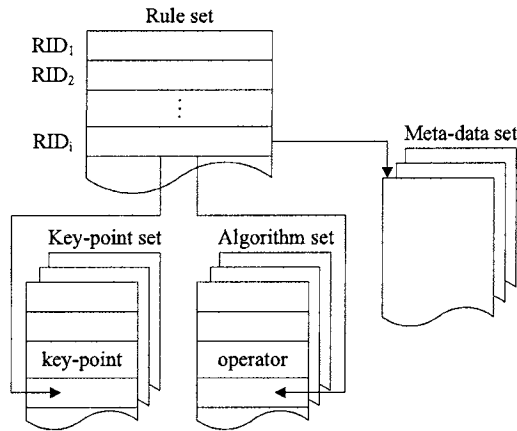 Rule set
RID₁
RID₂
⋮
RIDᵢ
Meta-data set
Key-point set
Algorithm set
key-point
operator